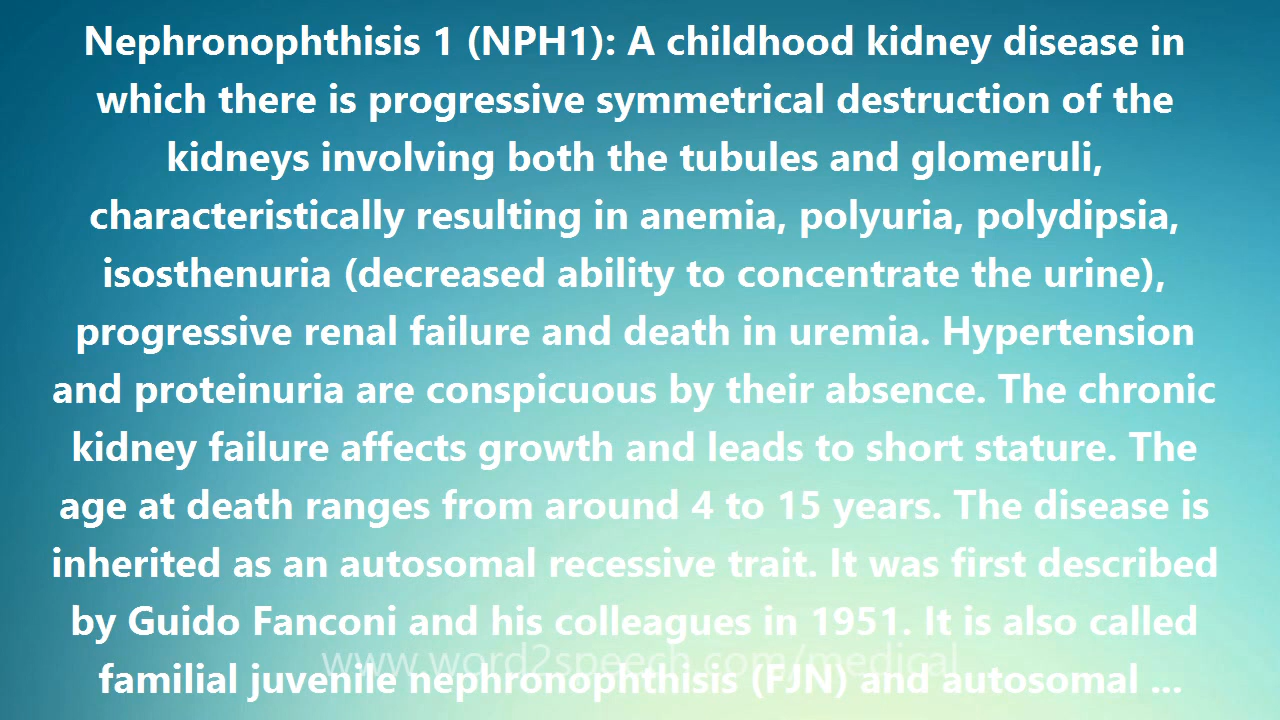 Nephronophthisis 1 (NPH1): A childhood kidney disease in
which there is progressive symmetrical destruction of the
kidneys involving both the tubules and glomeruli,
characteristically resulting in anemia, polyuria, polydipsia,
isosthenuria (decreased ability to concentrate the urine),
progressive renal failure and death in uremia. Hypertension
and proteinuria are conspicuous by their absence. The chronic
kidney failure affects growth and leads to short stature. The
age at death ranges from around 4 to 15 years. The disease is
inherited as an autosomal recessive trait. It was first described
by Guido Fanconi and his colleagues in 1951. It is also called
www.word2speech.com/medical
familial juvenile nephronophthisis (FJN) and autosomal ...